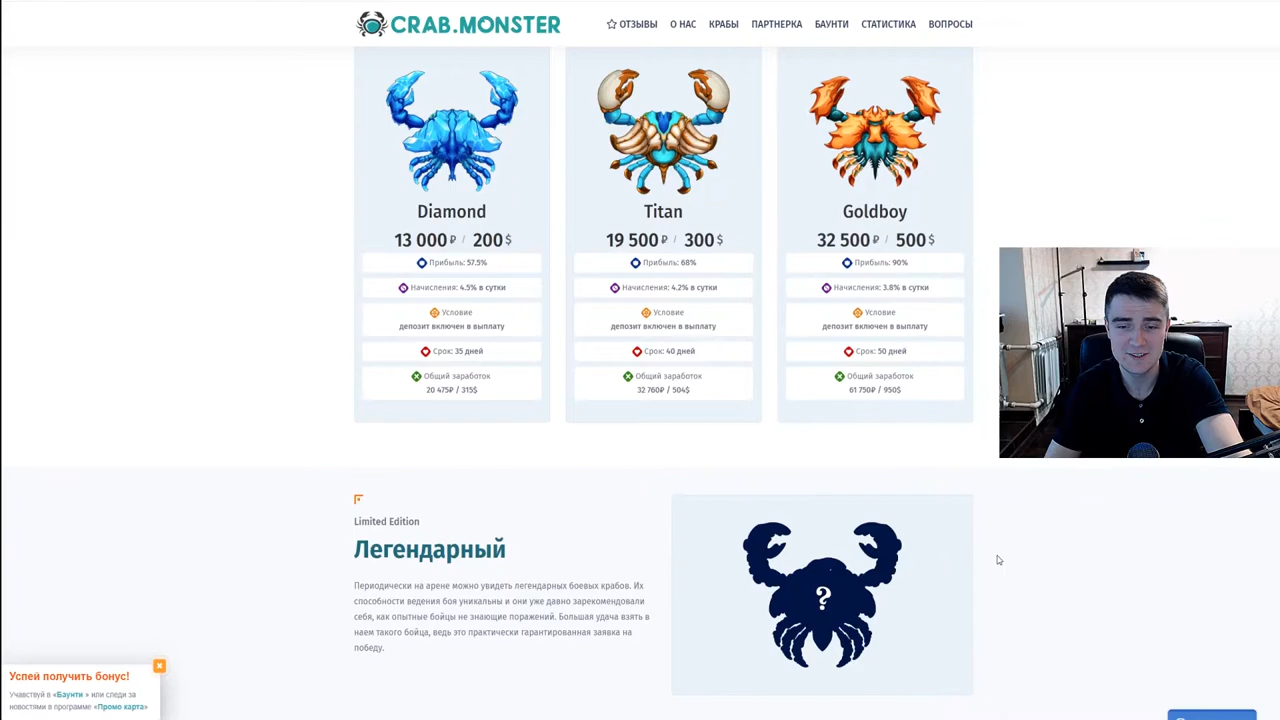 CRAB.MONSTER
ОТЗЫВЫ О НАС КРАБЫ ПАРТНЕРКА БАУНТИ СТАТИСТИКА ВОПРОСЫ
Diamond
13 000 ₽ / 200 $
Прибыль: 57.5%
Начисления: 4.5% в сутки
Условие
депозит включен в выплату
Срок: 35 дней
Общий заработок
20 475₽ / 315$
Titan
19 500 ₽ / 300 $
Прибыль: 68%
Начисления: 4.2% в сутки
Условие
депозит включен в выплату
Срок: 40 дней
Общий заработок
32 760₽ / 504$
Goldboy
32 500 ₽ / 500 $
Прибыль: 90%
Начисления: 3.8% в сутки
Условие
депозит включен в выплату
Срок: 50 дней
Общий заработок
61 750₽ / 950$
Limited Edition
Легендарный
Периодически на арене можно увидеть легендарных боевых крабов. Их
способности ведения боя уникальны и они уже давно зарекомендовали
себя, как опытные бойцы не знающие поражений. Большая удача взять в
наем такого бойца, ведь это практически гарантированная заявка на
победу.
?
Успей получить бонус!
Учавствуй в «Баунти » или следи за
новостями в программе «Промо карта»